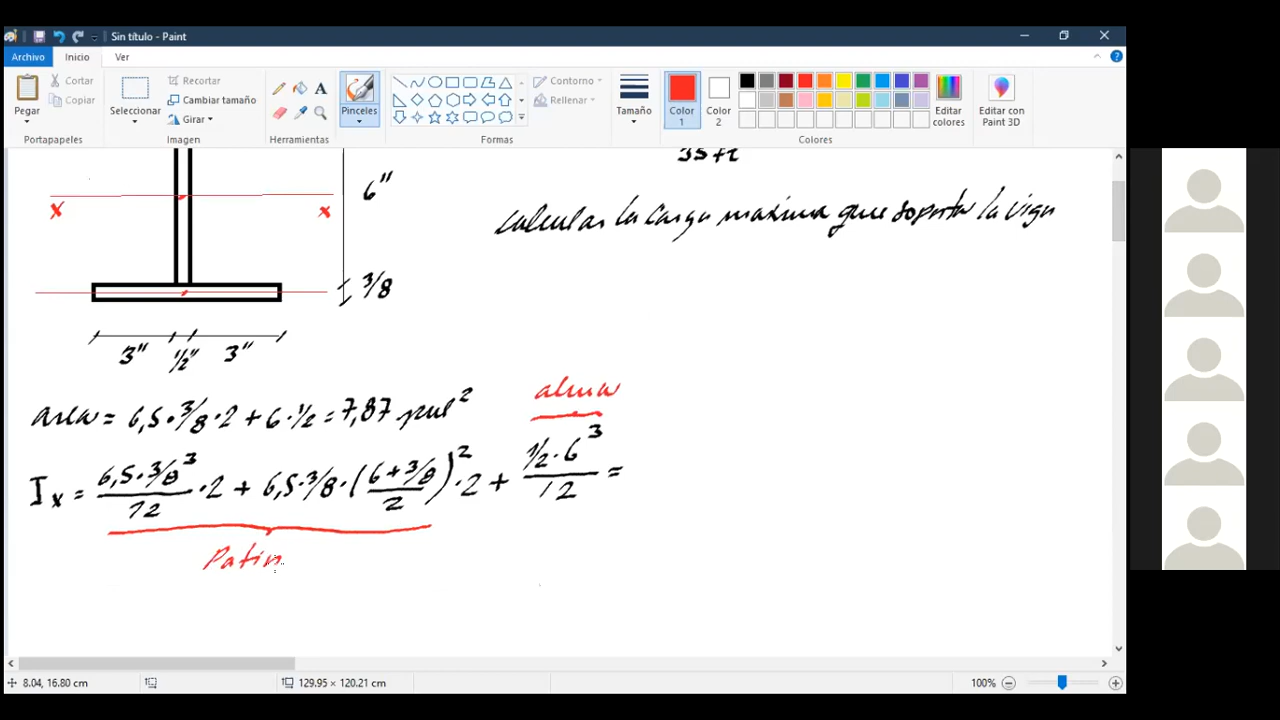 Sin título - Paint
Archivo Inicio Ver
Pegar
Cortar
Copiar
Portapapeles
Seleccionar
Recortar
Cambiar tamaño
Girar
Imagen
A
Herramientas
Pinceles
Contorno
Rellenar
Formas
Tamaño
Color 1
Color 2
Editar colores
Colores
Editar con Paint 3D
35 ft
6"
x x
calcular la carga maxima que soporta la viga
3/8
3" 1/2" 3"
alma
area = 6,5·3/8·2 + 6·1/2 = 7,87 pul²
Ix = 6,5·3/8³/12 ·2 + 6,5·3/8·(6+3/8/2)²·2 + 1/2·6³/12 =
Patin
8.04, 16.80 cm
129.95 × 120.21 cm
100%